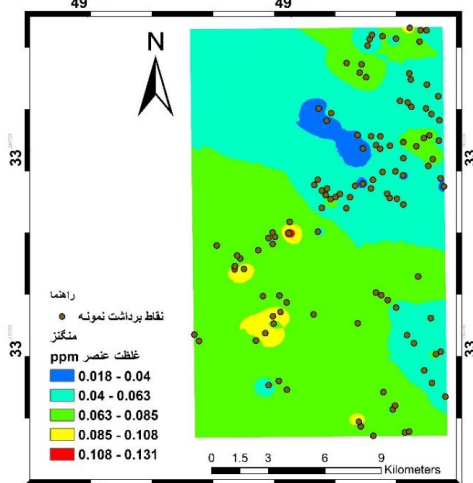 49 49
N
33 33
33 33
راهنما
نقاط برداشت نمونه
منگنز
غلظت عنصر ppm
0.018 - 0.04
0.04 - 0.063
0.063 - 0.085
0.085 - 0.108
0.108 - 0.131
0 1.5 3 6 9
Kilometers